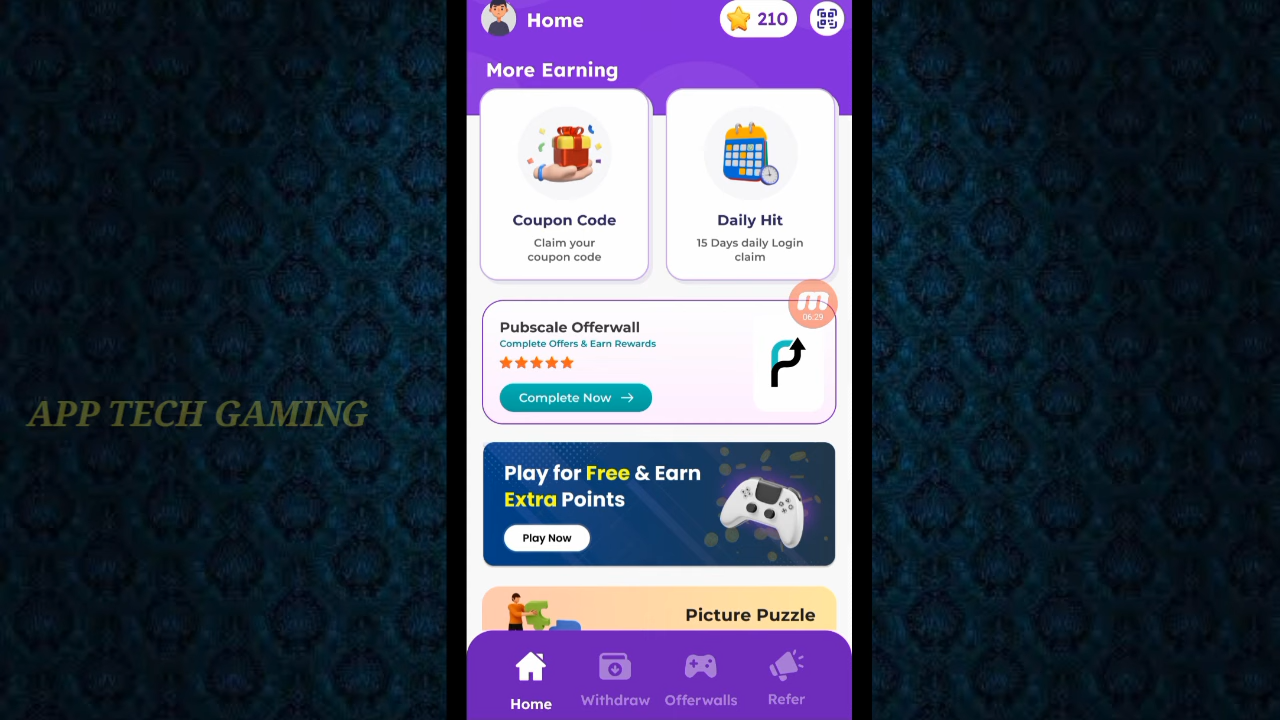 Home
210
More Earning
Coupon Code
Claim your
coupon code
Daily Hit
15 Days daily Login
claim
06:29
Pubscale Offerwall
Complete Offers & Earn Rewards
Complete Now
APP TECH GAMING
Play for Free & Earn
Extra Points
Play Now
Picture Puzzle
Home
Withdraw
Offerwalls
Refer